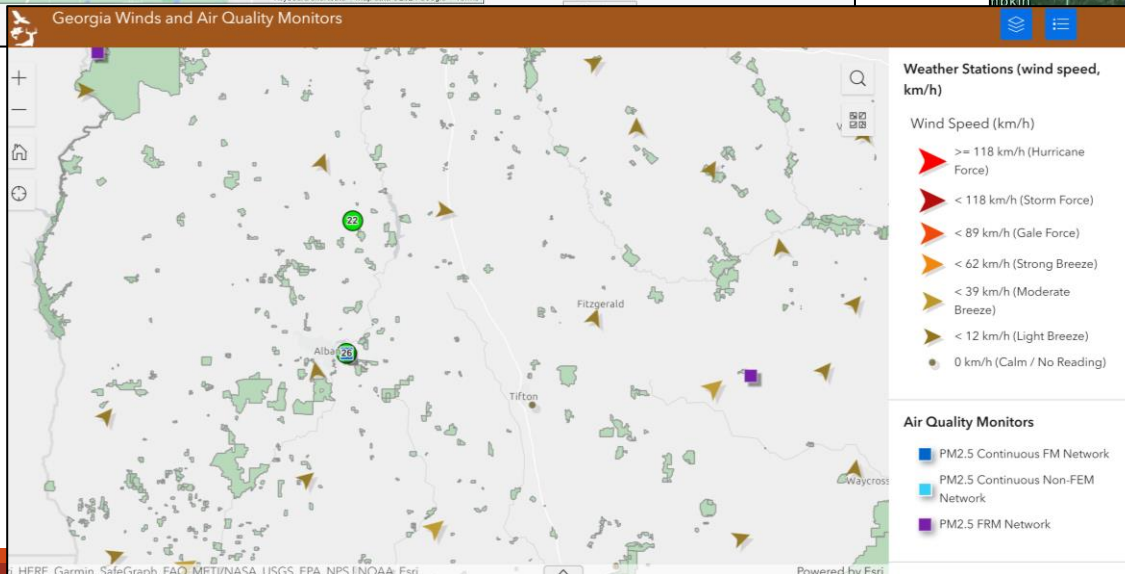 Georgia Winds and Air Quality Monitors
22
Fitzgerald
26
Tifton
Waycross
HERE, Garmin, SafeGraph, FAO, METI/NASA, USGS, EPA, NPS | NOAA; Esri
Powered by Esri
Weather Stations (wind speed,
km/h)
Wind Speed (km/h)
>= 118 km/h (Hurricane
Force)
< 118 km/h (Storm Force)
< 89 km/h (Gale Force)
< 62 km/h (Strong Breeze)
< 39 km/h (Moderate
Breeze)
< 12 km/h (Light Breeze)
0 km/h (Calm / No Reading)
Air Quality Monitors
PM2.5 Continuous FM Network
PM2.5 Continuous Non-FEM
Network
PM2.5 FRM Network